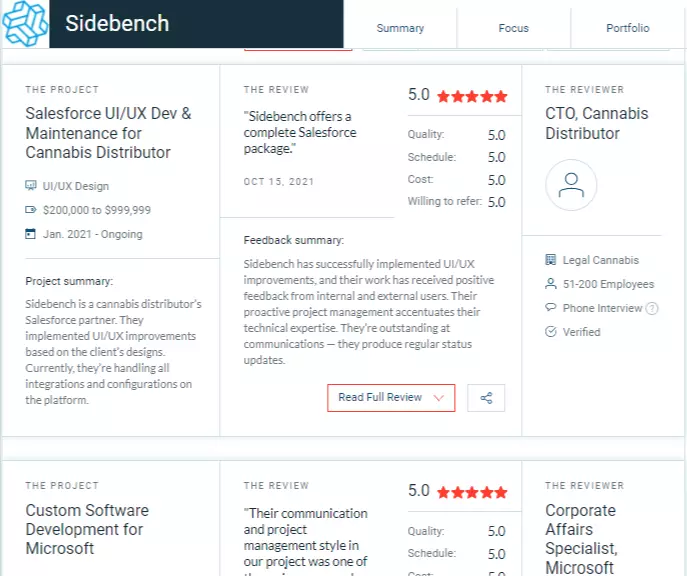 Sidebench
Summary
Focus
Portfolio
THE PROJECT
Salesforce UI/UX Dev &
Maintenance for
Cannabis Distributor
UI/UX Design
$200,000 to $999,999
Jan. 2021 - Ongoing
Project summary:
Sidebench is a cannabis distributor's
Salesforce partner. They
implemented UI/UX improvements
based on the client's designs.
Currently, they're handling all
integrations and configurations on
the platform.
THE REVIEW
"Sidebench offers a
complete Salesforce
package."
OCT 15, 2021
5.0
Quality: 5.0
Schedule: 5.0
Cost: 5.0
Willing to refer: 5.0
Feedback summary:
Sidebench has successfully implemented UI/UX
improvements, and their work has received positive
feedback from internal and external users. Their
proactive project management accentuates their
technical expertise. They're outstanding at
communications — they produce regular status
updates.
Read Full Review
THE REVIEWER
CTO, Cannabis
Distributor
Legal Cannabis
51-200 Employees
Phone Interview ?
Verified
THE PROJECT
Custom Software
Development for
Microsoft
THE REVIEW
"Their communication
and project
management style in
our project was one of
5.0
Quality: 5.0
Schedule: 5.0
THE REVIEWER
Corporate
Affairs
Specialist,
Microsoft